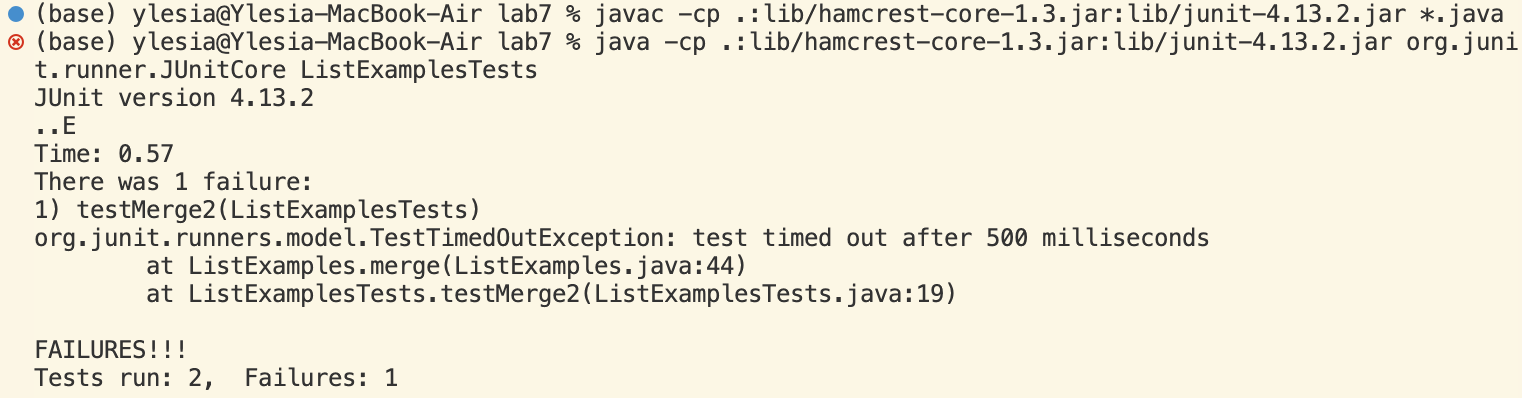 (base) ylesia@Ylesia-MacBook-Air lab7 % javac -cp .:lib/hamcrest-core-1.3.jar:lib/junit-4.13.2.jar *.java
(base) ylesia@Ylesia-MacBook-Air lab7 % java -cp .:lib/hamcrest-core-1.3.jar:lib/junit-4.13.2.jar org.juni
t.runner.JUnitCore ListExamplesTests
JUnit version 4.13.2
..E
Time: 0.57
There was 1 failure:
1) testMerge2(ListExamplesTests)
org.junit.runners.model.TestTimedOutException: test timed out after 500 milliseconds
        at ListExamples.merge(ListExamples.java:44)
        at ListExamplesTests.testMerge2(ListExamplesTests.java:19)

FAILURES!!!
Tests run: 2,  Failures: 1